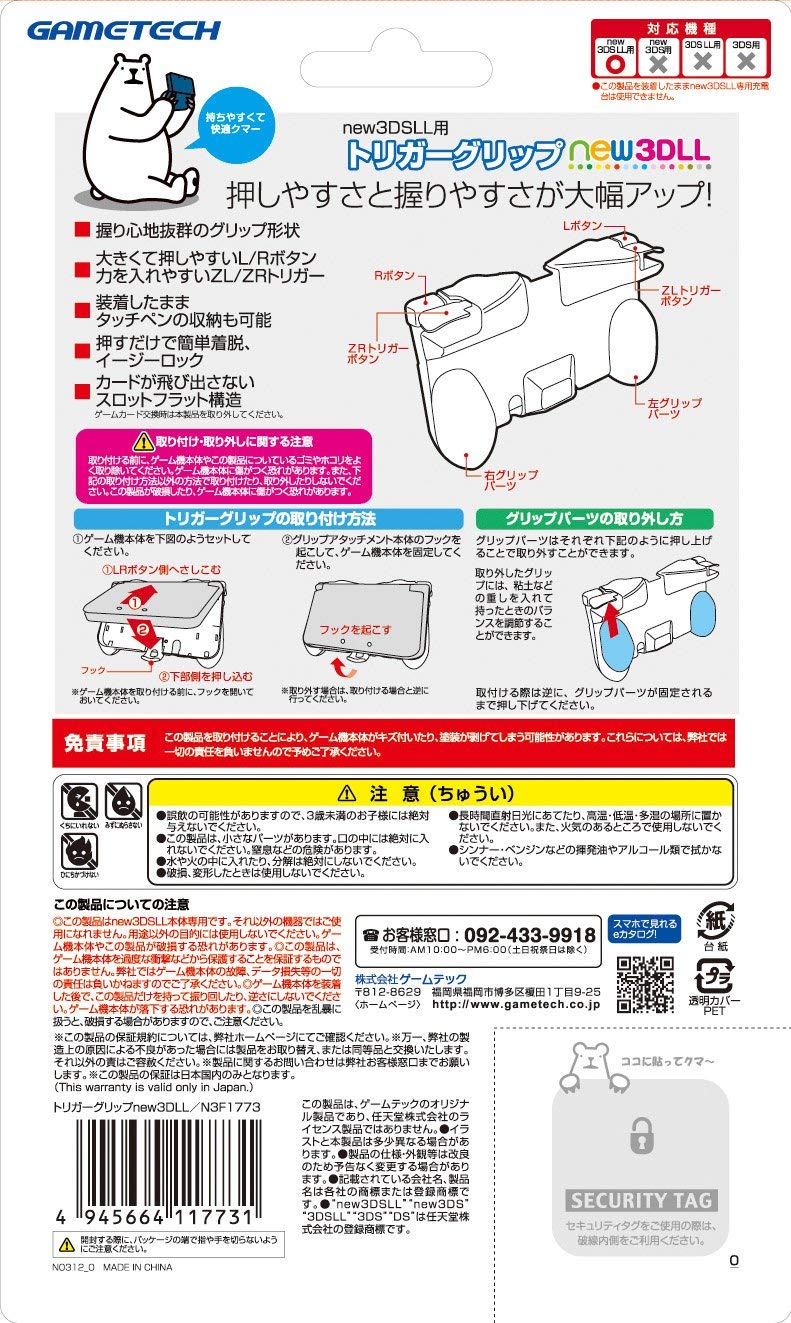 GAMETECH
対応機種
new 3DS LL用
new 3DS用
3DS LL用
3DS用
●この製品を装着したままnew3DSLL専用充電
台は使用できません。
持ちやすくて
快適クマー
new3DSLL用
トリガーグリップnew3DLL
押しやすさと握りやすさが大幅アップ!
■握り心地抜群のグリップ形状
■大きくて押しやすいL/Rボタン
力を入れやすいZL/ZRトリガー
■装着したまま
タッチペンの収納も可能
■押すだけで簡単着脱、
イージーロック
■カードが飛び出さない
スロットフラット構造
ゲームカード交換時は本製品を取り外してください。
Lボタン
Rボタン
ZLトリガー
ボタン
ZRトリガー
ボタン
左グリップ
パーツ
右グリップ
パーツ
取り付け・取り外しに関する注意
取り付ける前に、ゲーム機本体やこの製品についているゴミやホコリをよ
く取り除いてください。ゲーム機本体に傷がつく恐れがあります。また、下
記の取り付け方法以外の方法で取り付けたり、取り外したりしないでくだ
さい。この製品が破損したり、ゲーム機本体に傷がつく恐れがあります。
トリガーグリップの取り付け方法
①ゲーム機本体を下図のようセットして
ください。
①LRボタン側へさしこむ
①
②
フック
②下部側を押し込む
※ゲーム機本体を取り付ける前に、フックを開いて
おいてください。
②グリップアタッチメント本体のフックを
起こして、ゲーム機本体を固定してく
ださい。
フックを起こす
※取り外す場合は、取り付ける場合と逆に
行ってください。
グリップパーツの取り外し方
グリップパーツはそれぞれ下記のように押し上げ
ることで取り外すことができます。
取り外したグリッ
プには、粘土など
の重しを入れて
持ったときのバラ
ンスを調節するこ
とができます。
取付ける際は逆に、グリップパーツが固定される
まで押し下げてください。
免責事項
この製品を取り付けることにより、ゲーム機本体がキズ付いたり、塗装が剥げてしまう可能性があります。これらについては、弊社では
一切の責任を負いませんので予めご了承ください。
くちにいれない
みずにぬらさない
ひにちかづけない
注意(ちゅうい)
●誤飲の可能性がありますので、3歳未満のお子様には絶対
与えないでください。
●この製品は、小さなパーツがあります。口の中には絶対に入
れないでください。窒息などの危険があります。
●水や火の中に入れたり、分解は絶対にしないでください。
●破損、変形したときは使用しないでください。
●長時間直射日光にあてたり、高温・低温・多湿の場所に置か
ないでください。また、火気のあるところで使用しないでく
ださい。
●シンナー・ベンジンなどの揮発油やアルコール類で拭かな
いでください。
この製品についての注意
◎この製品はnew3DSLL本体専用です。それ以外の機器ではご使
用になれません。用途以外の目的には使用しないでください。ゲー
ム機本体やこの製品が破損する恐れがあります。◎この製品は、
ゲーム機本体を過度な衝撃などから保護することを保証するもので
はありません。弊社ではゲーム機本体の故障、データ損失等の一切
の責任は負いかねますのでご了承ください。◎ゲーム機本体を装着
した後で、この製品だけを持って振り回したり、逆さにしないでくださ
い。ゲーム機本体が落下する恐れがあります。◎この製品を乱暴に
扱うと、破損する場合がありますので、ご注意ください。
※この製品の保証規約については、弊社ホームページにてご確認ください。※万一、弊社の製
造上の原因による不良があった場合には製品をお取り替え、または同等品と交換いたします。
それ以外の責はご容赦ください。※製品に関するお問い合わせは弊社お客様窓口までお願い
します。※この製品の保証は日本国内のみとなります。
(This warranty is valid only in Japan.)
お客様窓口:092-433-9918
受付時間:AM10:00~PM6:00(土日祝祭日は除く)
株式会社ゲームテック
〒812-8629 福岡県福岡市博多区榎田1丁目9-25
〈ホームページ〉 http://www.gametech.co.jp
スマホで見れる
eカタログ!
紙
台紙
プラ
透明カバー
PET
トリガーグリップnew3DLL/N3F1773
4 945664 117731
開封する際に、パッケージの端で指や手を切らないよう
にご注意ください。
N0312_0 MADE IN CHINA
この製品は、ゲームテックのオリジナ
ル製品であり、任天堂株式会社のラ
イセンス製品ではありません。●イラ
ストと本製品は多少異なる場合があ
ります。●製品の仕様・外観等は改良
のため予告なく変更する場合があり
ます。●記載されている会社名、製品
名は各社の商標または登録商標で
す。●"new3DSLL""new3DS"
"3DSLL""3DS""DS"は任天堂株
式会社の登録商標です。
ココに貼ってクマ~
SECURITY TAG
セキュリティタグをご使用の際は、
破線内側をご利用ください。
0